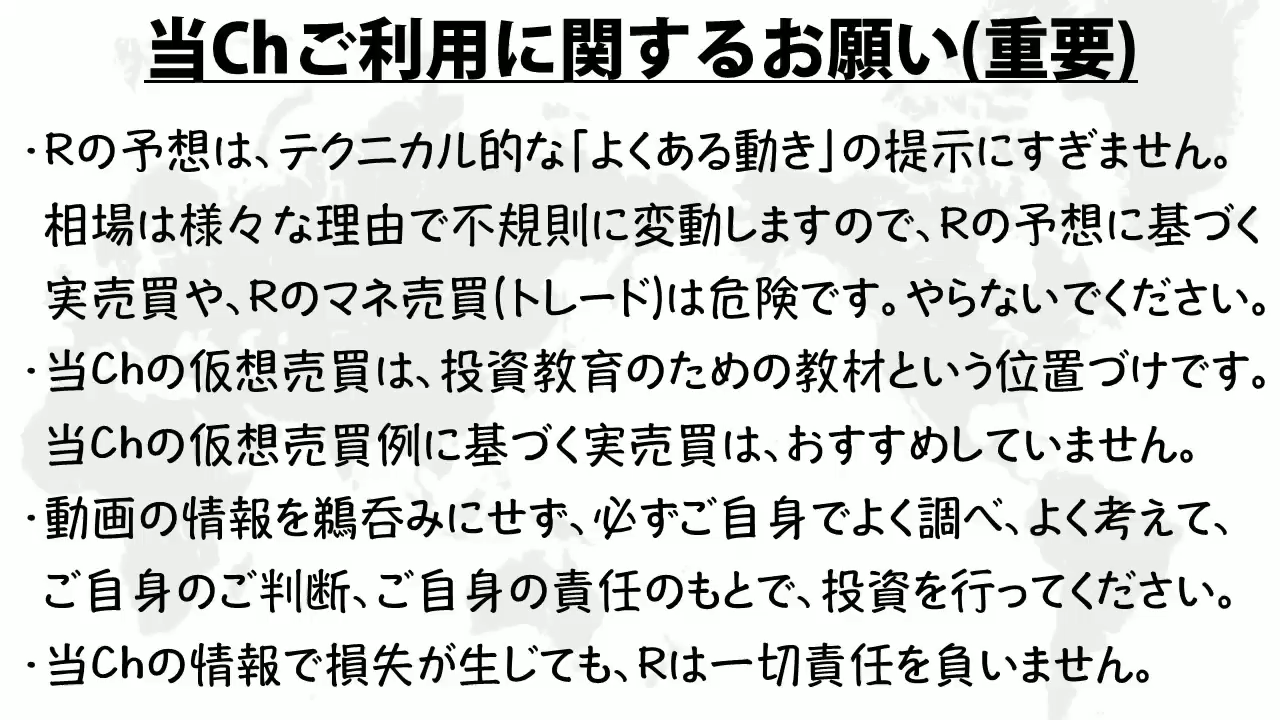 当Chご利用に関するお願い(重要)
・Rの予想は、テクニカル的な「よくある動き」の提示にすぎません。
相場は様々な理由で不規則に変動しますので、Rの予想に基づく
実売買や、Rのマネ売買(トレード)は危険です。やらないでください。
・当Chの仮想売買は、投資教育のための教材という位置づけです。
当Chの仮想売買例に基づく実売買は、おすすめしていません。
・動画の情報を鵜呑みにせず、必ずご自身でよく調べ、よく考えて、
ご自身のご判断、ご自身の責任のもとで、投資を行ってください。
・当Chの情報で損失が生じても、Rは一切責任を負いません。